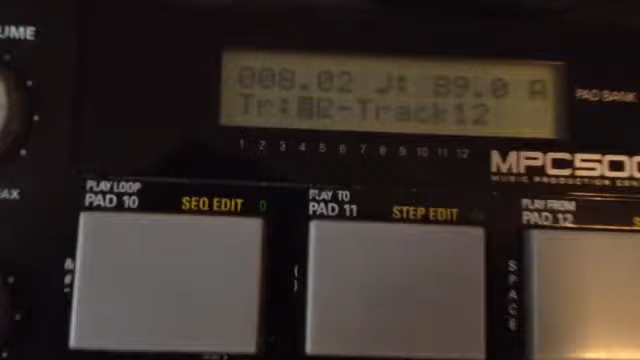 UME
008.02 J: 89.0 A
Tr: R-Track12
PAD BANK
1 2 3 4 5 6 7 8 9 10 11 12
MPC500
MUSIC PRODUCTION
AX
PLAY LOOP
PAD 10 SEQ EDIT
PLAY TO
PAD 11 STEP EDIT
PLAY FROM
PAD 12
SPACE